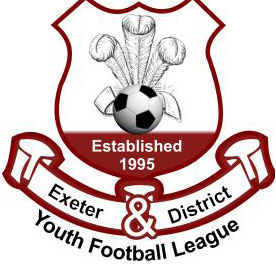 Established
1995
Exeter & District
Youth Football League